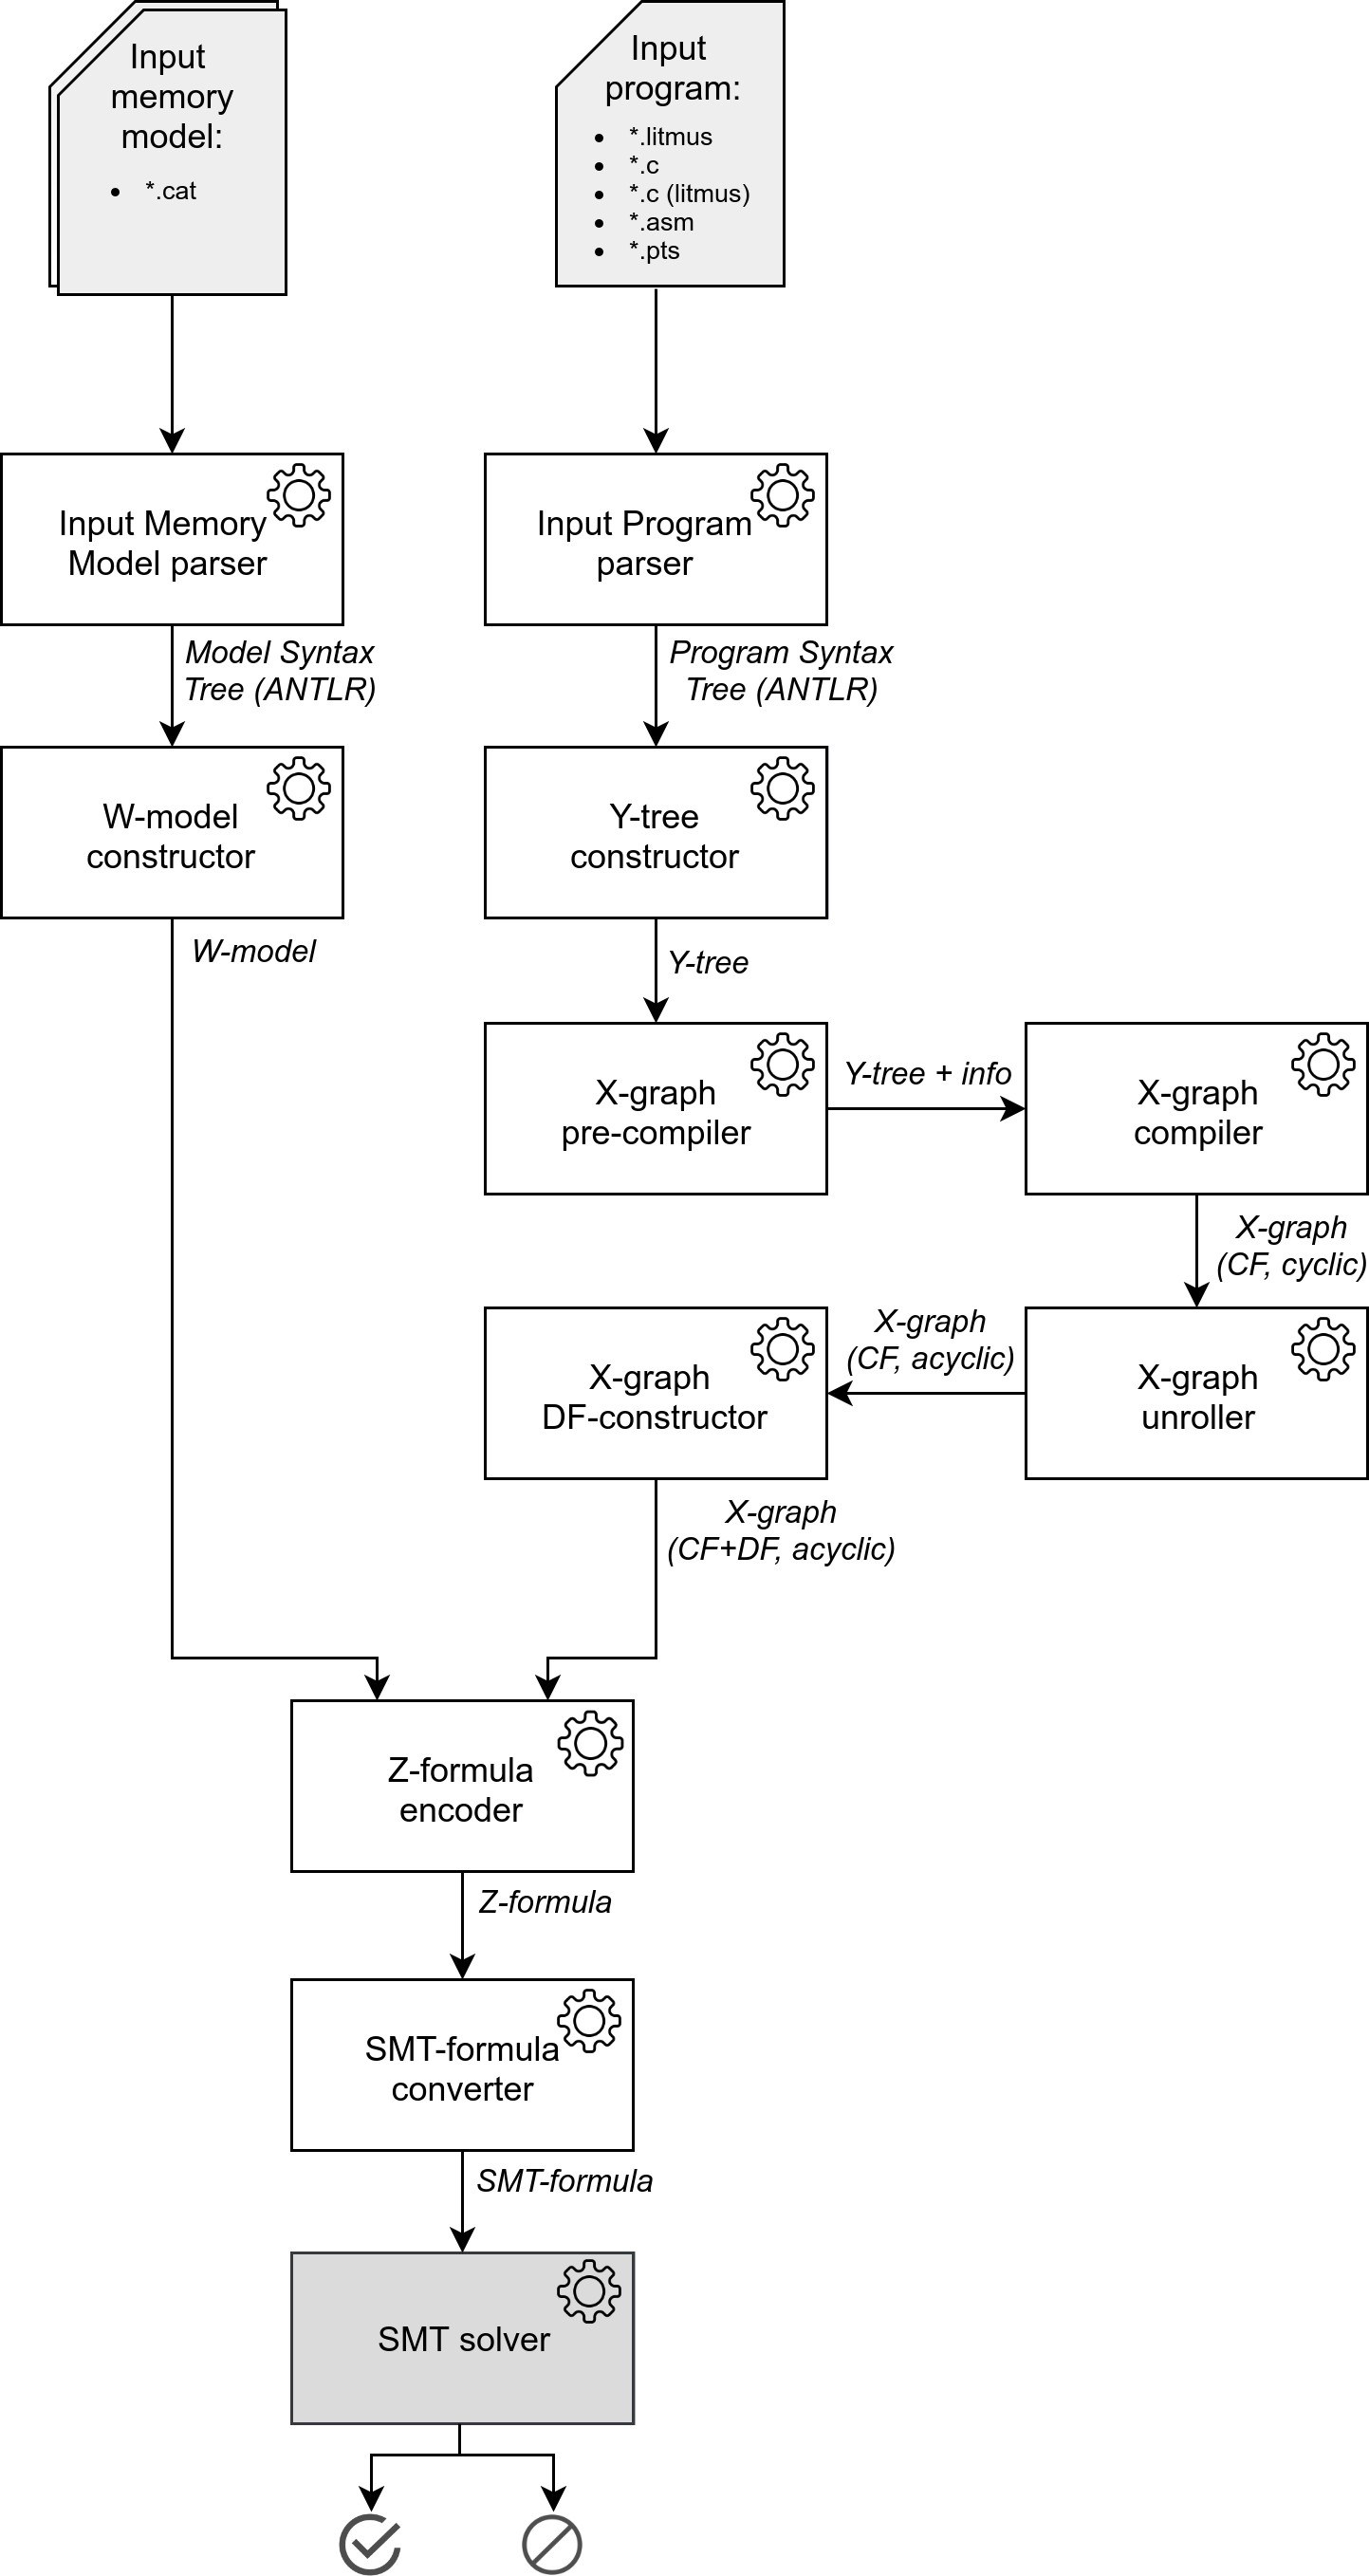 Input
memory
model:
*.cat
Input
program:
*.litmus
*.c
*.c (litmus)
*.asm
*.pts
Input Memory
Model parser
Input Program
parser
Model Syntax
Tree (ANTLR)
Program Syntax
Tree (ANTLR)
W-model
constructor
Y-tree
constructor
W-model
Y-tree
X-graph
pre-compiler
Y-tree + info
X-graph
compiler
X-graph
(CF, cyclic)
X-graph
unroller
X-graph
(CF, acyclic)
X-graph
DF-constructor
X-graph
(CF+DF, acyclic)
Z-formula
encoder
Z-formula
SMT-formula
converter
SMT-formula
SMT solver